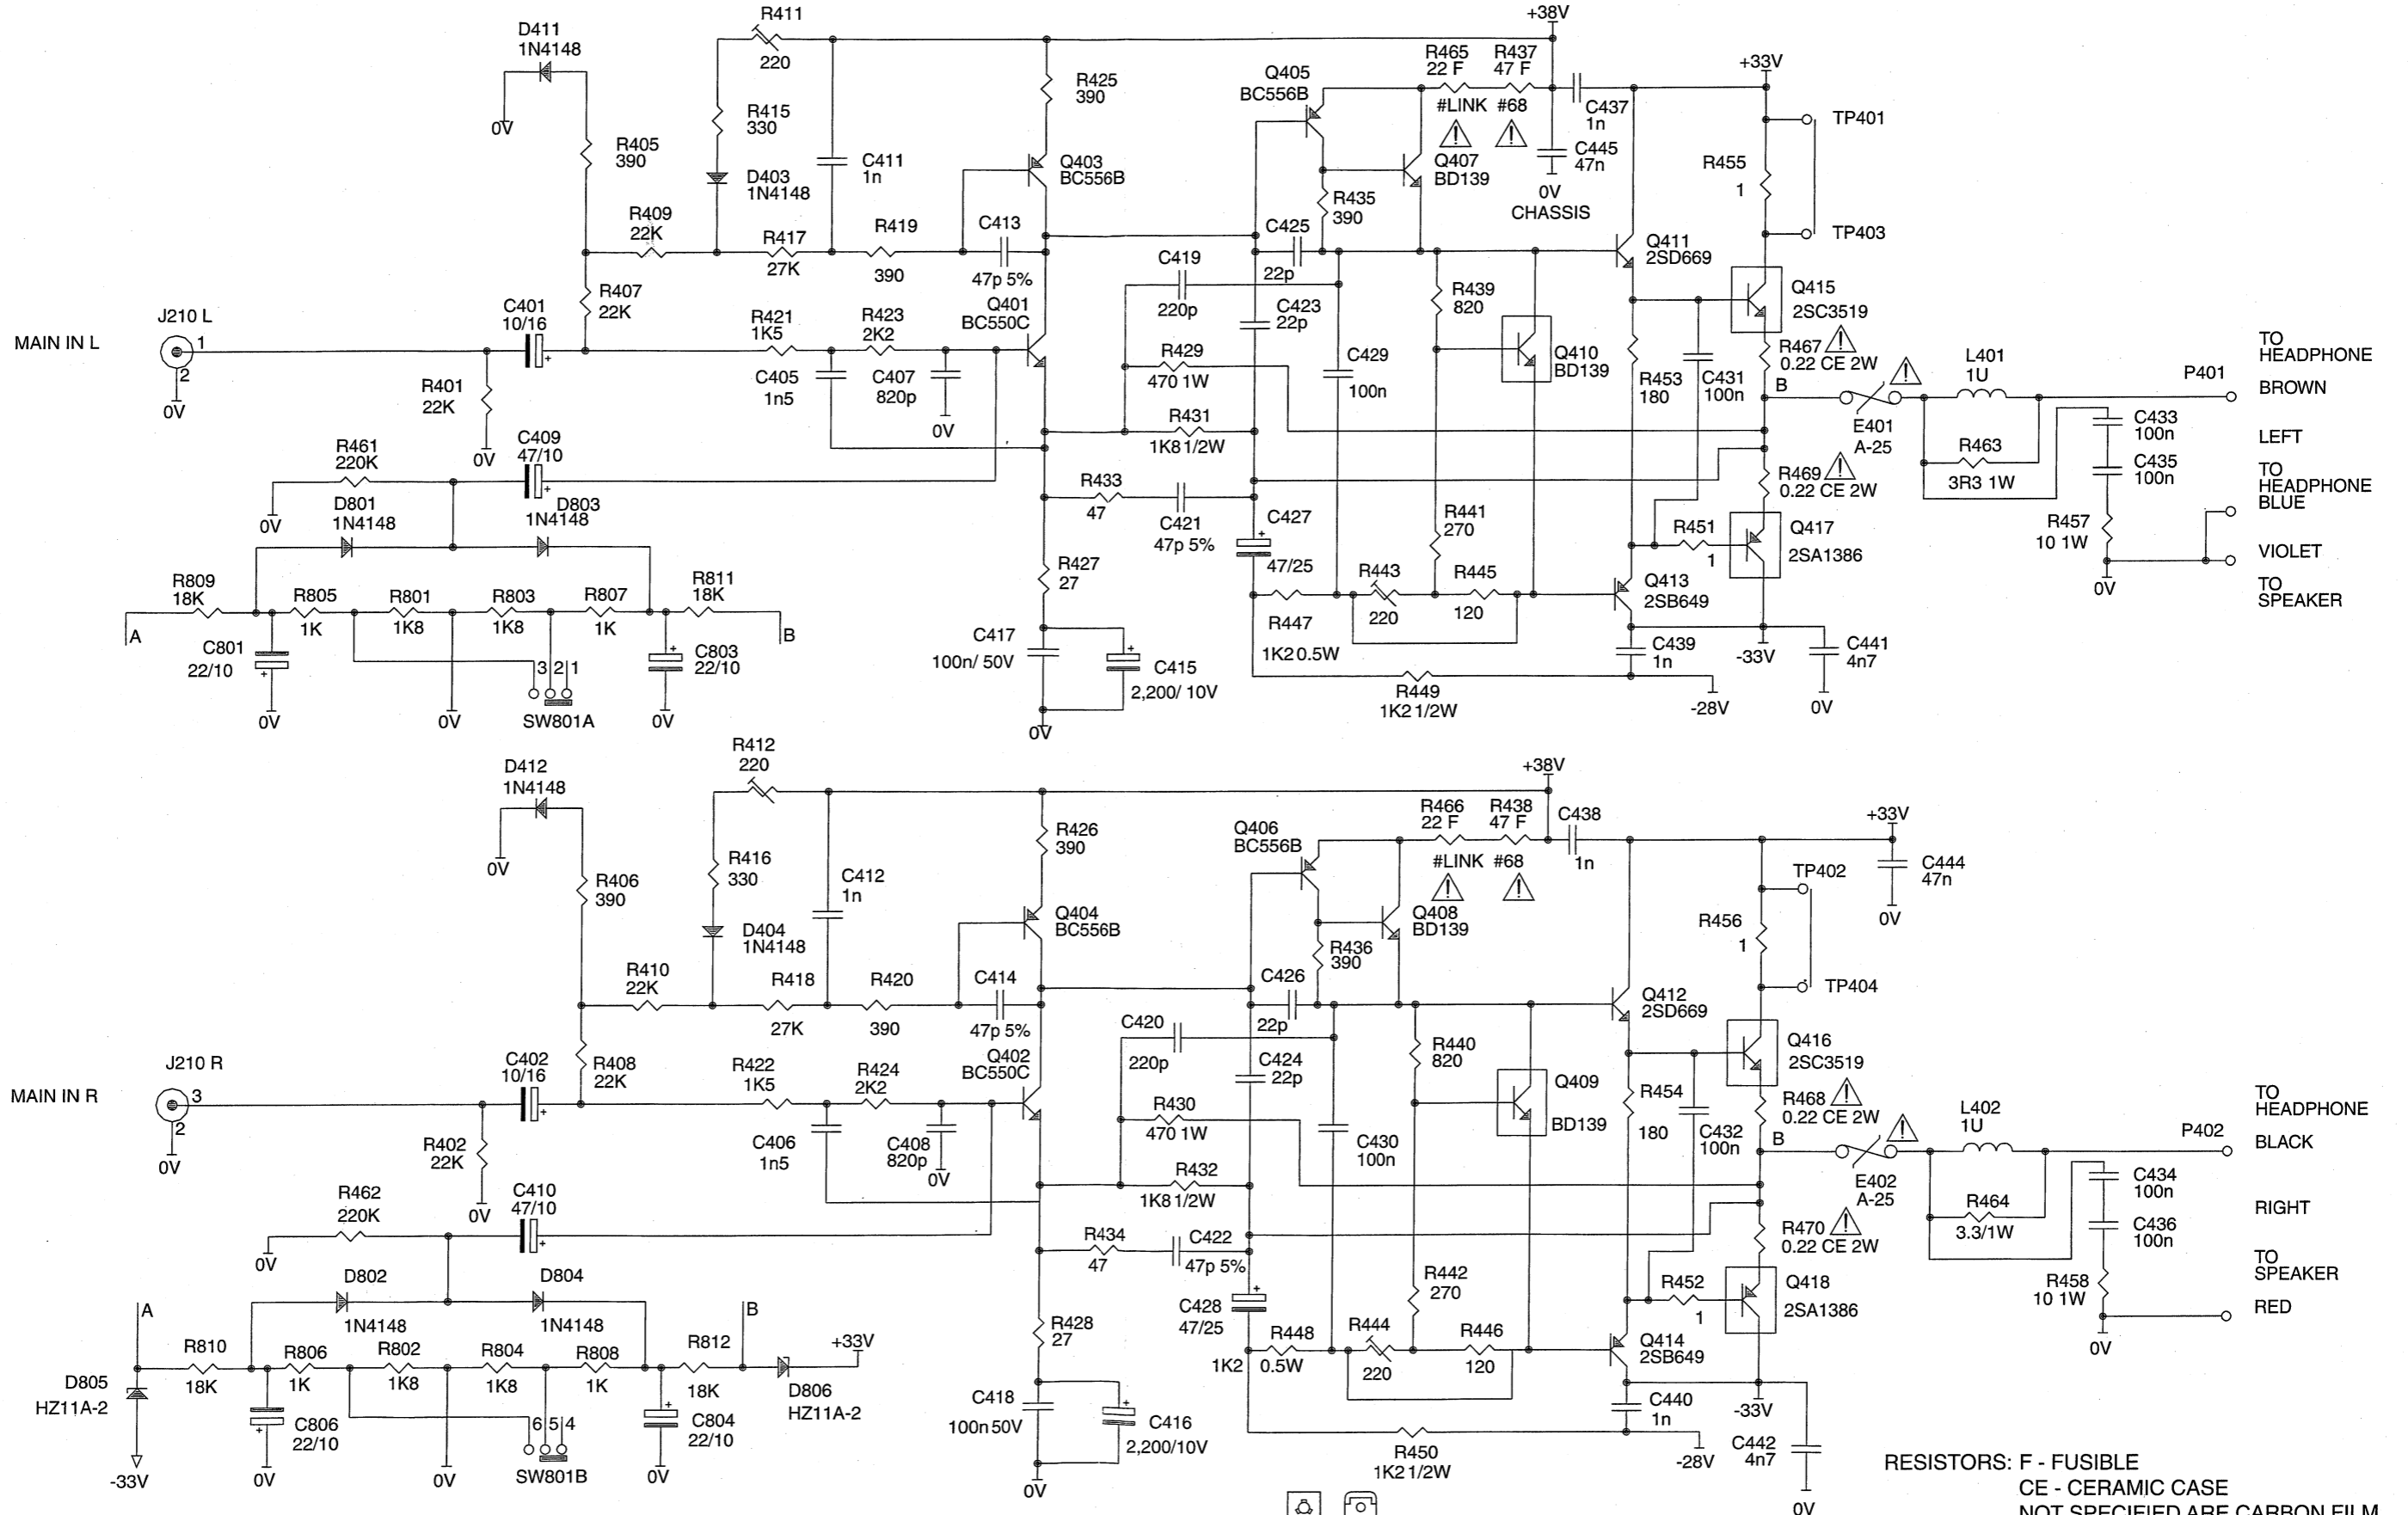 R411
220
+38V
D411
1N4148
0V
R405
390
R415
330
D403
1N4148
C411
1n
R425
390
Q403
BC556B
Q405
BC556B
R465
22 F
R437
47 F
#LINK
#68
C437
1n
+33V
TP401
R455
1
TP403
Q407
BD139
C445
47n
0V
CHASSIS
R435
390
R409
22K
R417
27K
R419
390
C413
47p 5%
C425
22p
Q411
2SD669
C419
220p
C423
22p
R439
820
Q415
2SC3519
J210 L
MAIN IN L
1
2
0V
C401
10/16
+
R407
22K
R401
22K
0V
R421
1K5
R423
2K2
C405
1n5
C407
820p
0V
Q401
BC550C
R429
470 1W
R431
1K8 1/2W
C429
100n
Q410
BD139
R453
180
C431
100n
R467
0.22 CE 2W
B
E401
A-25
L401
1U
R463
3R3 1W
P401
TO
HEADPHONE
BROWN
C433
100n
LEFT
C435
100n
TO
HEADPHONE
BLUE
R457
10 1W
0V
VIOLET
TO
SPEAKER
R461
220K
0V
C409
47/10
+
D801
1N4148
D803
1N4148
R433
47
C421
47p 5%
C427
+
47/25
R441
270
R469
0.22 CE 2W
R451
1
Q417
2SA1386
R427
27
R443
220
R445
120
Q413
2SB649
R447
1K2 0.5W
R809
18K
R805
1K
R801
1K8
R803
1K8
R807
1K
R811
18K
A
B
C801
22/10
+
0V
0V
3 2 1
SW801A
C803
22/10
+
0V
C417
100n/ 50V
+
C415
2,200/ 10V
0V
R449
1K2 1/2W
C439
1n
-33V
-28V
C441
4n7
0V
R412
220
+38V
D412
1N4148
0V
R406
390
R416
330
D404
1N4148
C412
1n
R426
390
Q404
BC556B
Q406
BC556B
R466
22 F
R438
47 F
#LINK
#68
C438
1n
+33V
C444
47n
0V
TP402
R456
1
TP404
Q408
BD139
R436
390
R410
22K
R418
27K
R420
390
C414
47p 5%
C426
22p
Q412
2SD669
C420
220p
C424
22p
R440
820
Q416
2SC3519
J210 R
MAIN IN R
3
2
0V
C402
10/16
+
R408
22K
R402
22K
0V
R422
1K5
R424
2K2
C406
1n5
C408
820p
0V
Q402
BC550C
R430
470 1W
R432
1K8 1/2W
C430
100n
Q409
BD139
R454
180
C432
100n
R468
0.22 CE 2W
B
E402
A-25
L402
1U
R464
3.3/1W
P402
TO
HEADPHONE
BLACK
C434
100n
RIGHT
C436
100n
TO
SPEAKER
R458
10 1W
0V
RED
R462
220K
0V
C410
47/10
+
D802
1N4148
D804
1N4148
R434
47
C422
47p 5%
+
C428
47/25
R442
270
R470
0.22 CE 2W
R452
1
Q418
2SA1386
R428
27
R448
1K2 0.5W
R444
220
R446
120
Q414
2SB649
A
D805
HZ11A-2
-33V
R810
18K
R806
1K
R802
1K8
R804
1K8
R808
1K
R812
18K
B
D806
HZ11A-2
+33V
C806
22/10
+
0V
0V
6 5 4
SW801B
C804
22/10
+
0V
C418
100n 50V
+
C416
2,200/10V
0V
R450
1K2 1/2W
C440
1n
-33V
-28V
C442
4n7
0V
RESISTORS: F - FUSIBLE
CE - CERAMIC CASE
NOT SPECIFIED ARE CARBON FILM